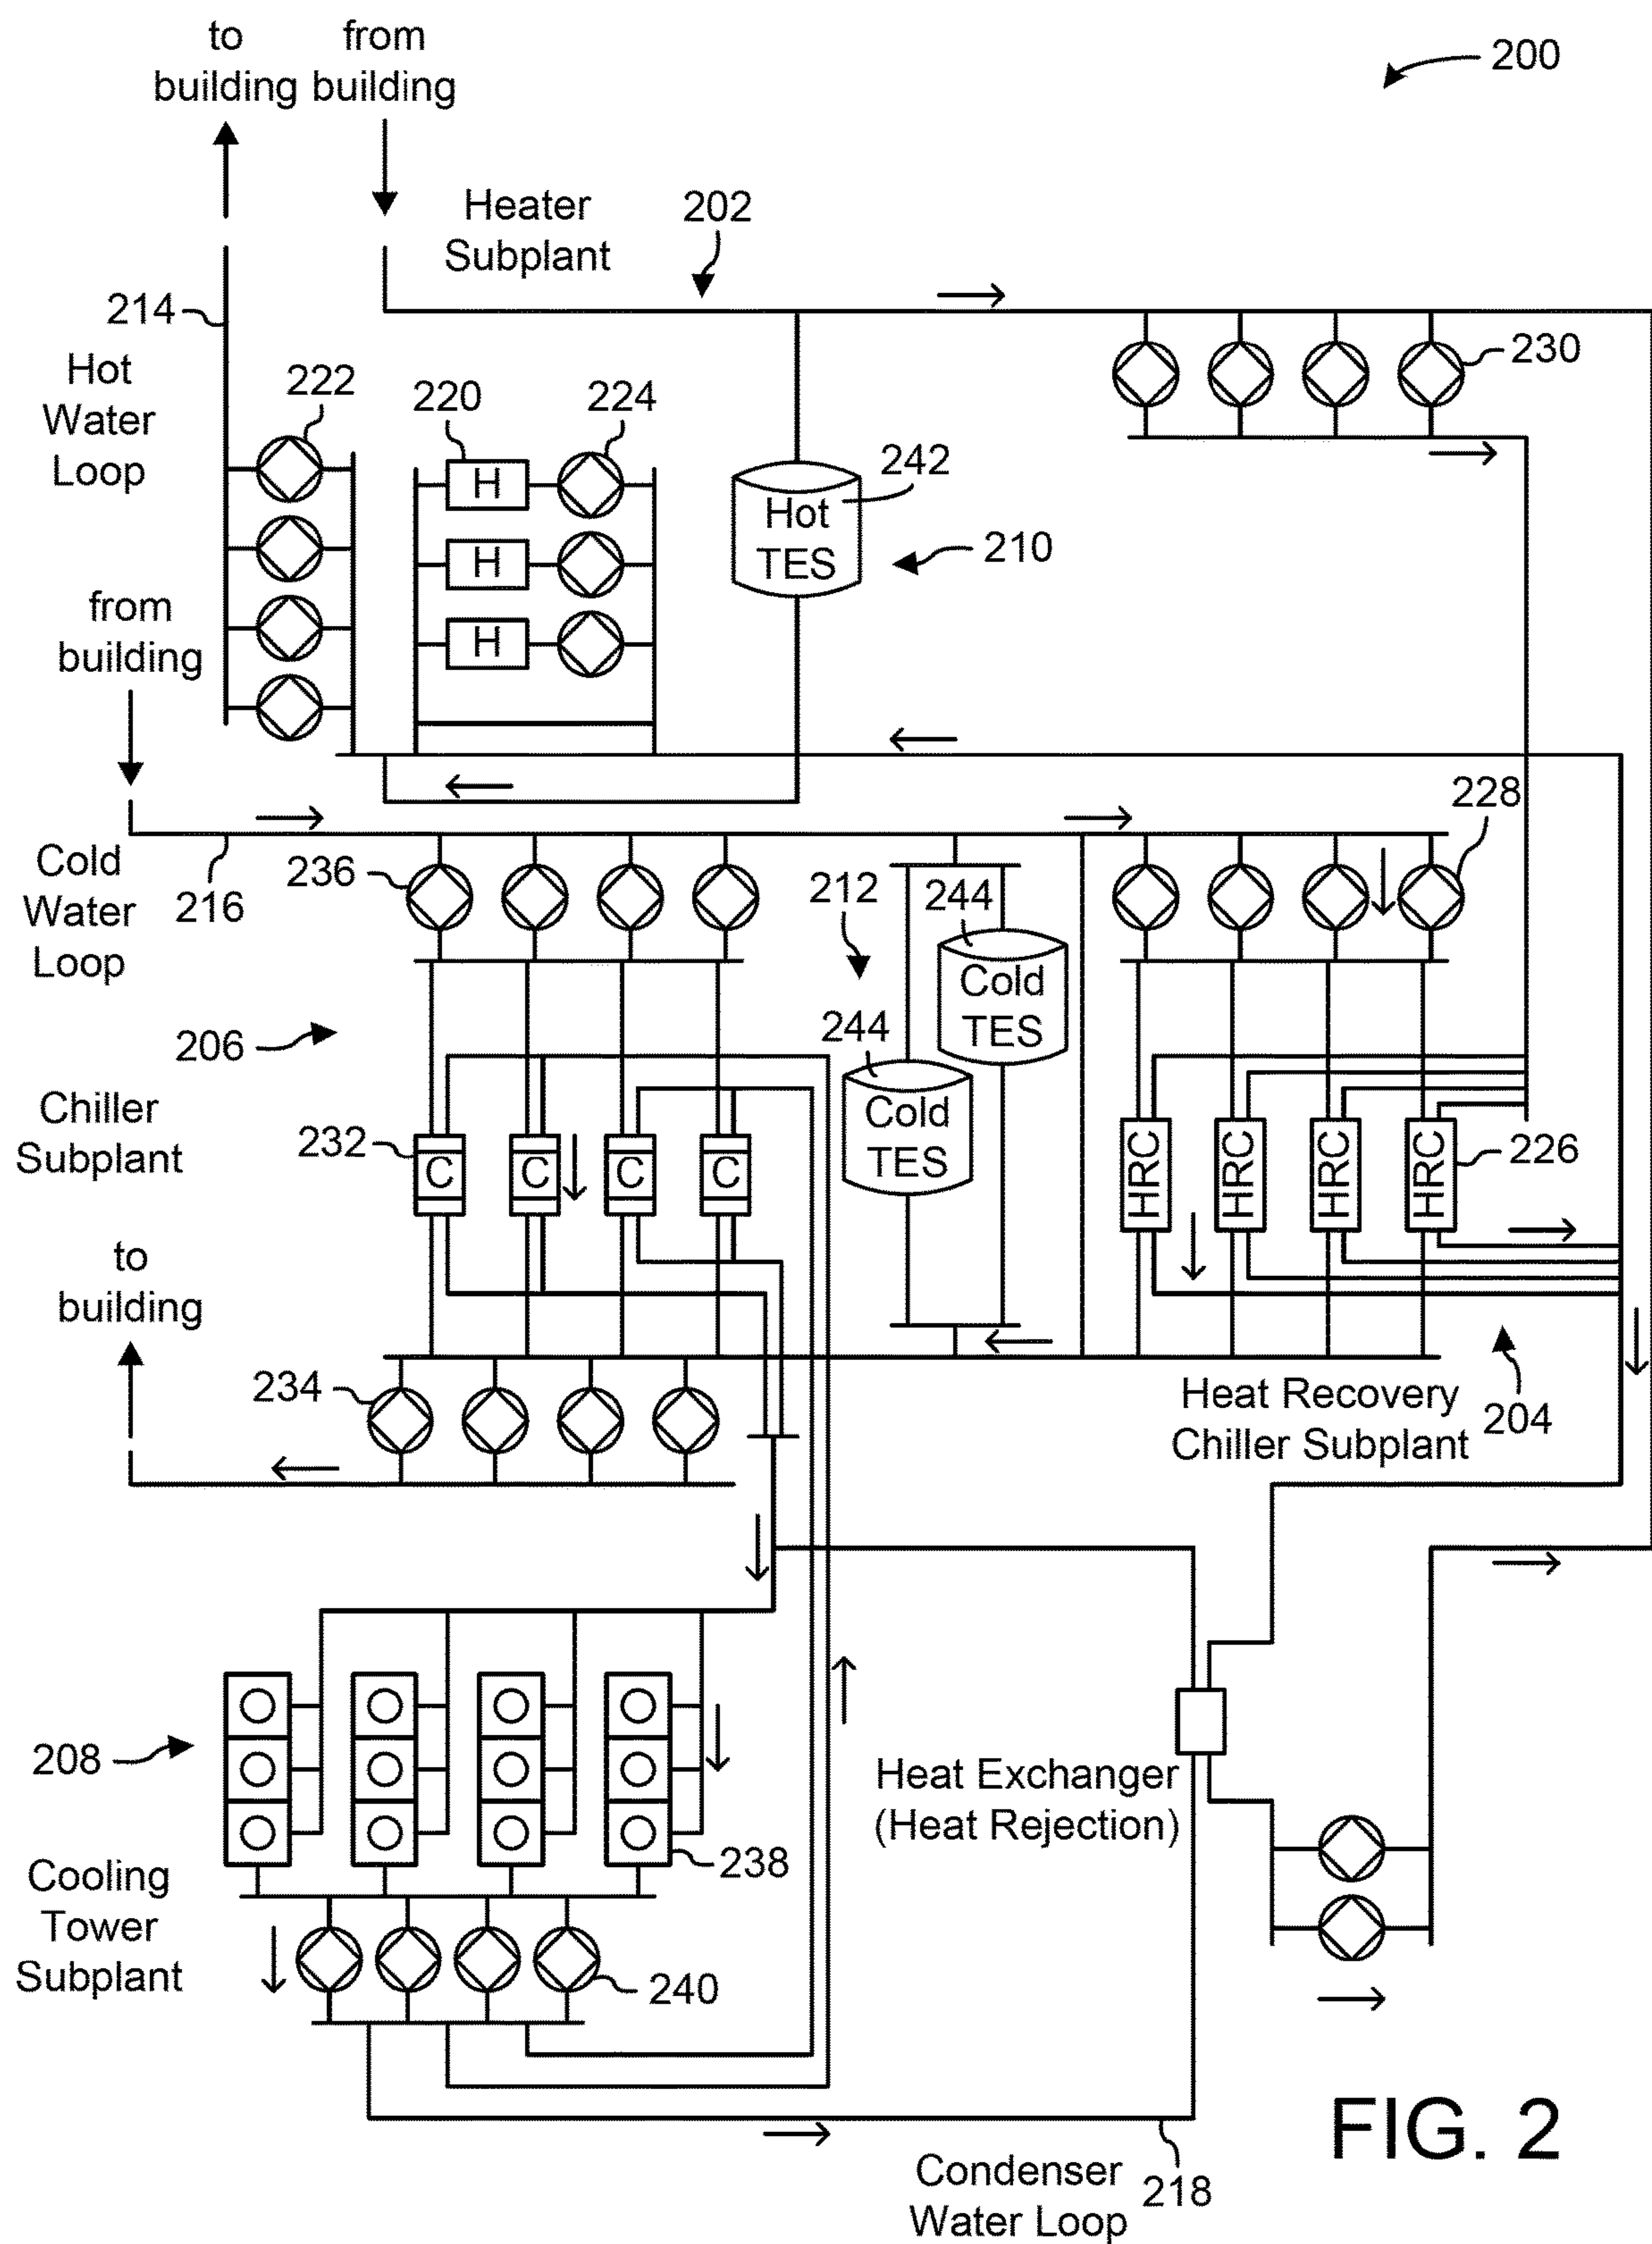 to
building
from
building
200
Heater
Subplant
202
214
Hot
Water
Loop
222
220
224
230
H
H
H
242
Hot
TES
210
from
building
228
Cold
Water
Loop
216
236
212
244
Cold
TES
244
Cold
TES
206
Chiller
Subplant
232
C
C
C
C
HRC
HRC
HRC
HRC
226
to
building
234
Heat Recovery
Chiller Subplant
204
208
Heat Exchanger
(Heat Rejection)
238
Cooling
Tower
Subplant
240
Condenser
Water Loop
218
FIG. 2